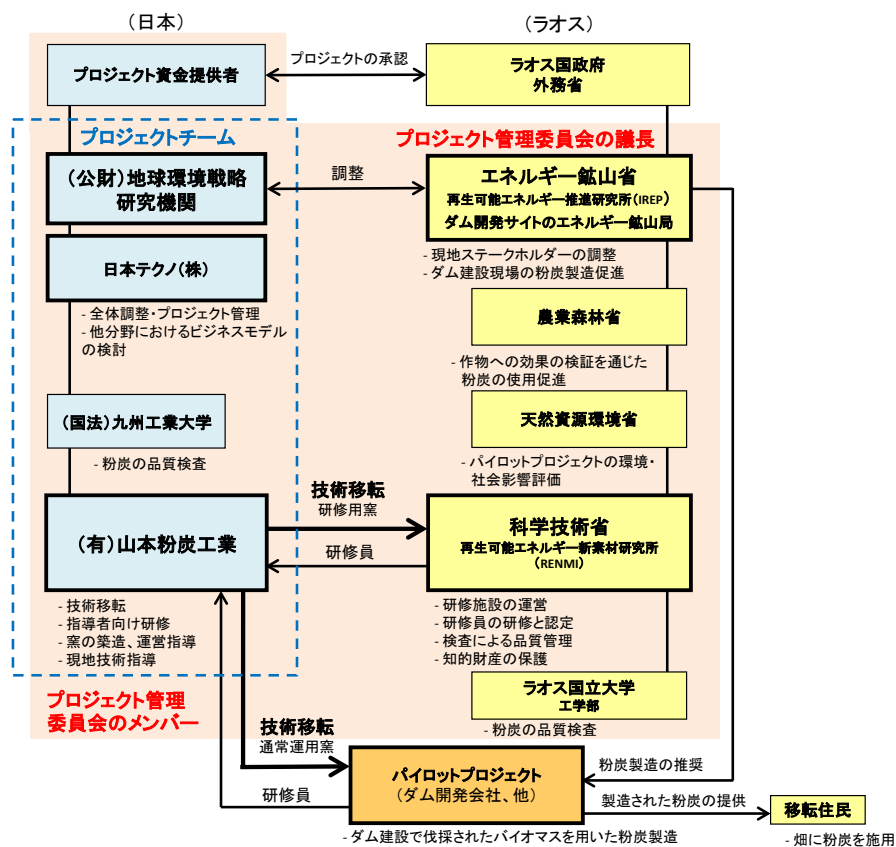 （日本）
（ラオス）
プロジェクト資金提供者
プロジェクトの承認
ラオス国政府
外務省
プロジェクトチーム
プロジェクト管理委員会の議長
（公財）地球環境戦略
研究機関
調整
エネルギー鉱山省
再生可能エネルギー推進研究所（IREP）
ダム開発サイトのエネルギー鉱山局
日本テクノ（株）
- 現地ステークホルダーの調整
- ダム建設現場の粉炭製造促進
- 全体調整・プロジェクト管理
- 他分野におけるビジネスモデル
の検討
農業森林省
- 作物への効果の検証を通じた
粉炭の使用促進
（国法）九州工業大学
- 粉炭の品質検査
天然資源環境省
- パイロットプロジェクトの環境・
社会影響評価
技術移転
研修用窯
（有）山本粉炭工業
研修員
科学技術省
再生可能エネルギー新素材研究所
（RENMI）
- 技術移転
- 指導者向け研修
- 窯の築造、運営指導
- 現地技術指導
- 研修施設の運営
- 研修員の研修と認定
- 検査による品質管理
- 知的財産の保護
プロジェクト管理
委員会のメンバー
ラオス国立大学
工学部
- 粉炭の品質検査
技術移転
通常運用窯
パイロットプロジェクト
（ダム開発会社、他）
粉炭製造の推奨
研修員
製造された粉炭の提供
移転住民
- ダム建設で伐採されたバイオマスを用いた粉炭製造
- 畑に粉炭を施用